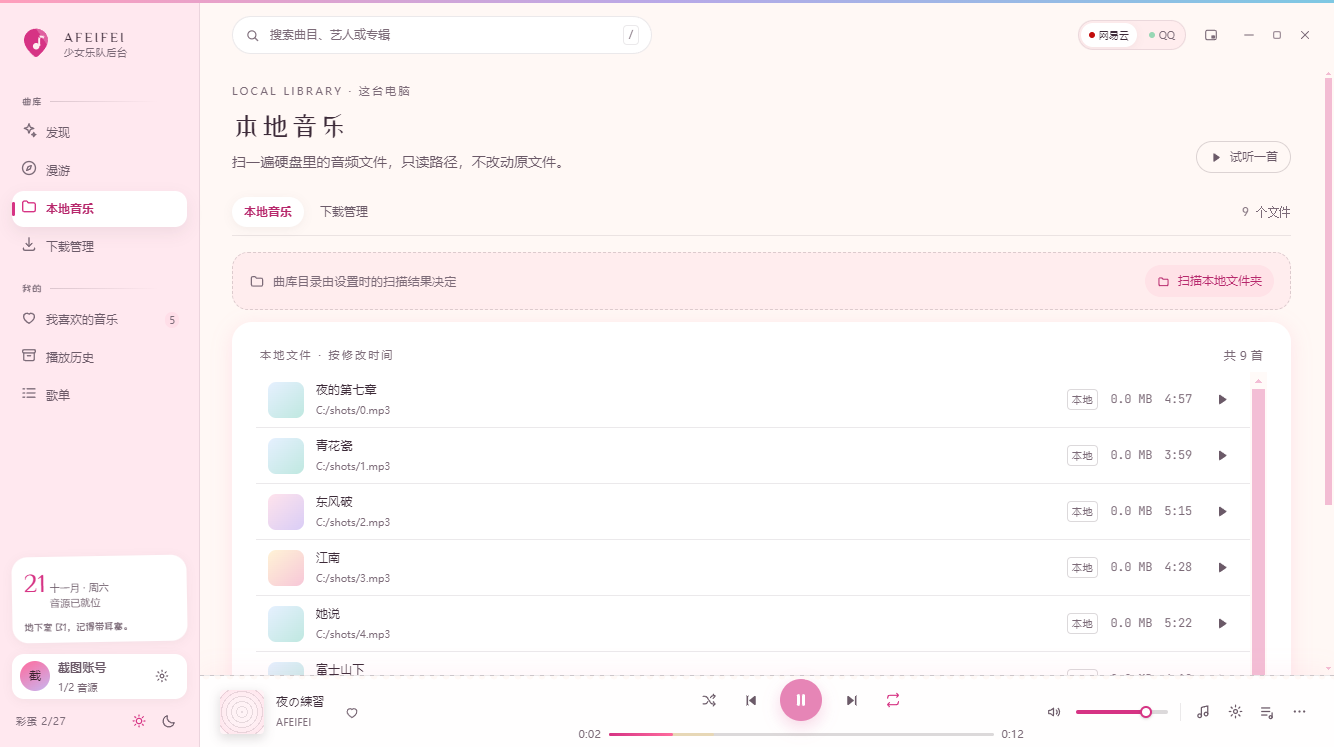 AFEIFEI
少女乐队后台
曲库
发现
漫游
本地音乐
下载管理
我的
我喜欢的音乐 5
播放历史
歌单
21 十一月 · 周六
音源已就位
地下室 B1，记得带耳塞。
截 截图账号
1/2 音源
彩蛋 2/27
搜索曲目、艺人或专辑 /
网易云 QQ
LOCAL LIBRARY · 这台电脑
本地音乐
扫一遍硬盘里的音频文件，只读路径，不改动原文件。
试听一首
本地音乐 下载管理 9 个文件
曲库目录由设置时的扫描结果决定 扫描本地文件夹
本地文件 · 按修改时间 共 9 首
夜的第七章
C:/shots/0.mp3
本地 0.0 MB 4:57
青花瓷
C:/shots/1.mp3
本地 0.0 MB 3:59
东风破
C:/shots/2.mp3
本地 0.0 MB 5:15
江南
C:/shots/3.mp3
本地 0.0 MB 4:28
她说
C:/shots/4.mp3
本地 0.0 MB 5:22
富士山下
夜の練習
AFEIFEI
0:02 0:12